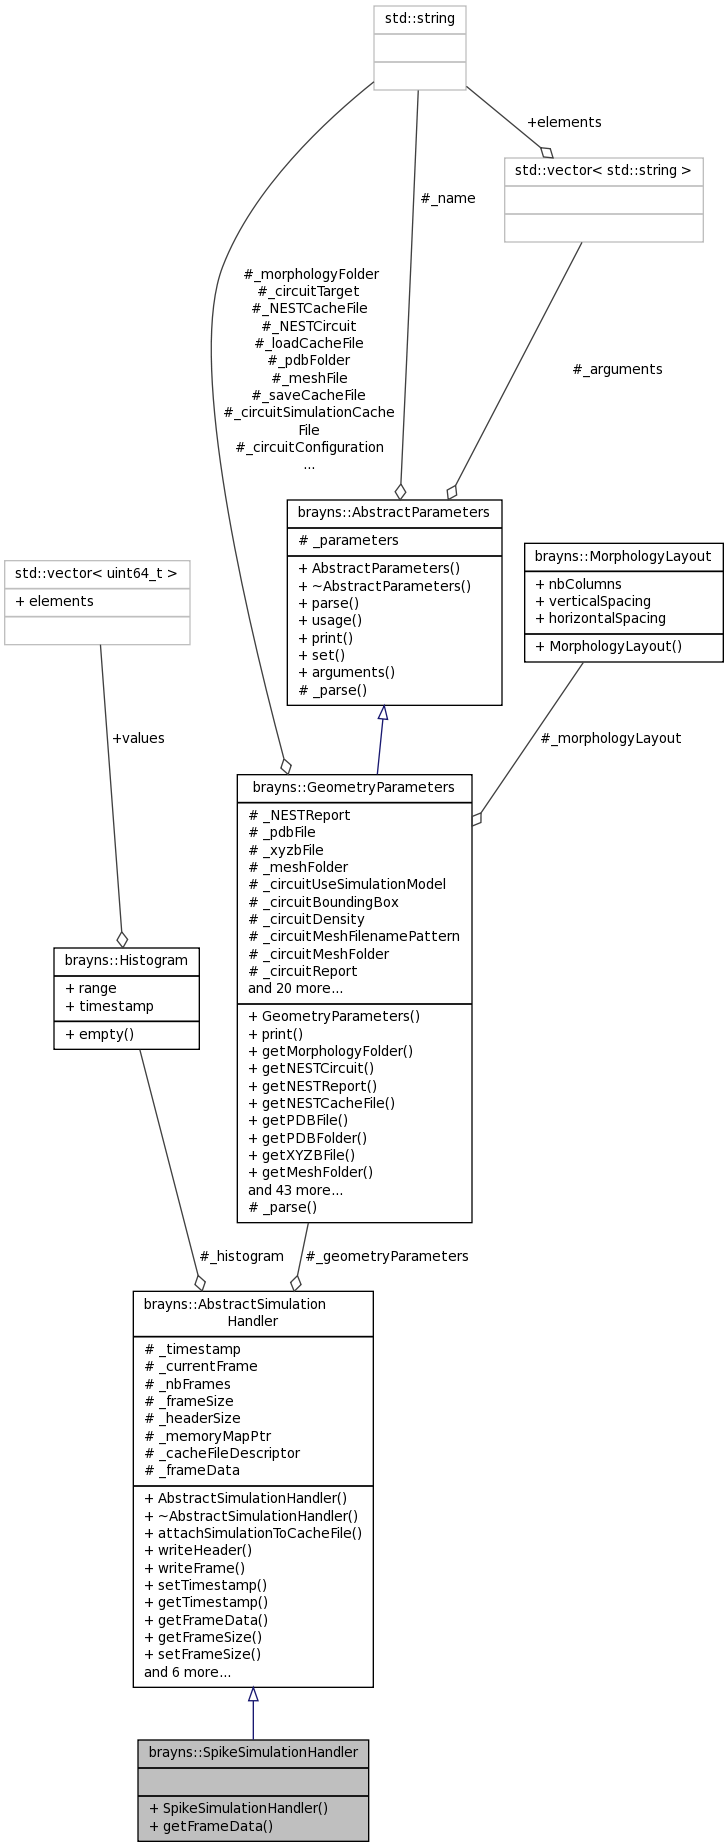 std::string
+elements
std::vector< std::string >
#_name
#_morphologyFolder
#_circuitTarget
#_NESTCacheFile
#_NESTCircuit
#_loadCacheFile
#_pdbFolder
#_meshFile
#_saveCacheFile
#_circuitSimulationCache
File
#_circuitConfiguration
...
#_arguments
brayns::AbstractParameters
# _parameters
+ AbstractParameters()
+ ~AbstractParameters()
+ parse()
+ usage()
+ print()
+ set()
+ arguments()
# _parse()
brayns::MorphologyLayout
+ nbColumns
+ verticalSpacing
+ horizontalSpacing
+ MorphologyLayout()
std::vector< uint64_t >
+ elements
+values
#_morphologyLayout
brayns::GeometryParameters
# _NESTReport
# _pdbFile
# _xyzbFile
# _meshFolder
# _circuitUseSimulationModel
# _circuitBoundingBox
# _circuitDensity
# _circuitMeshFilenamePattern
# _circuitMeshFolder
# _circuitReport
and 20 more...
+ GeometryParameters()
+ print()
+ getMorphologyFolder()
+ getNESTCircuit()
+ getNESTReport()
+ getNESTCacheFile()
+ getPDBFile()
+ getPDBFolder()
+ getXYZBFile()
+ getMeshFolder()
and 43 more...
# _parse()
brayns::Histogram
+ range
+ timestamp
+ empty()
#_histogram
#_geometryParameters
brayns::AbstractSimulation
Handler
# _timestamp
# _currentFrame
# _nbFrames
# _frameSize
# _headerSize
# _memoryMapPtr
# _cacheFileDescriptor
# _frameData
+ AbstractSimulationHandler()
+ ~AbstractSimulationHandler()
+ attachSimulationToCacheFile()
+ writeHeader()
+ writeFrame()
+ setTimestamp()
+ getTimestamp()
+ getFrameData()
+ getFrameSize()
+ setFrameSize()
and 6 more...
brayns::SpikeSimulationHandler
+ SpikeSimulationHandler()
+ getFrameData()